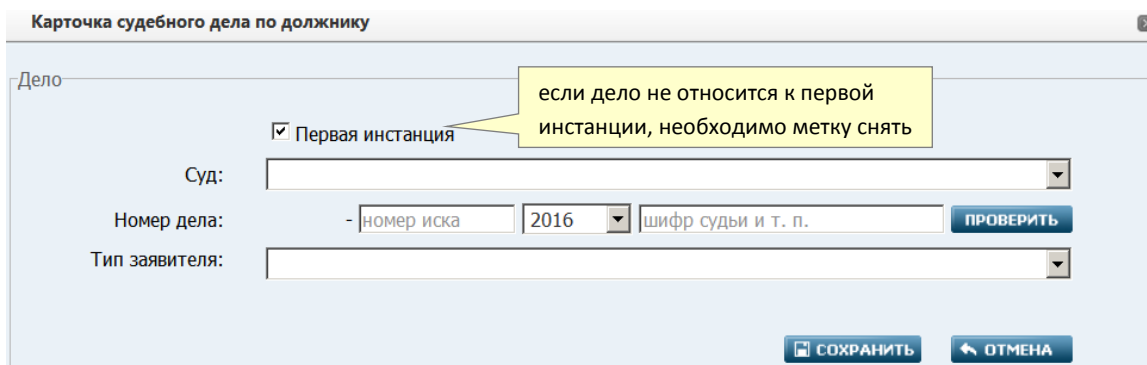 Карточка судебного дела по должнику
Дело
если дело не относится к первой
инстанции, необходимо метку снять
Первая инстанция
Суд:
Номер дела: - номер иска 2016 шифр судьи и т. п. ПРОВЕРИТЬ
Тип заявителя:
СОХРАНИТЬ ОТМЕНА